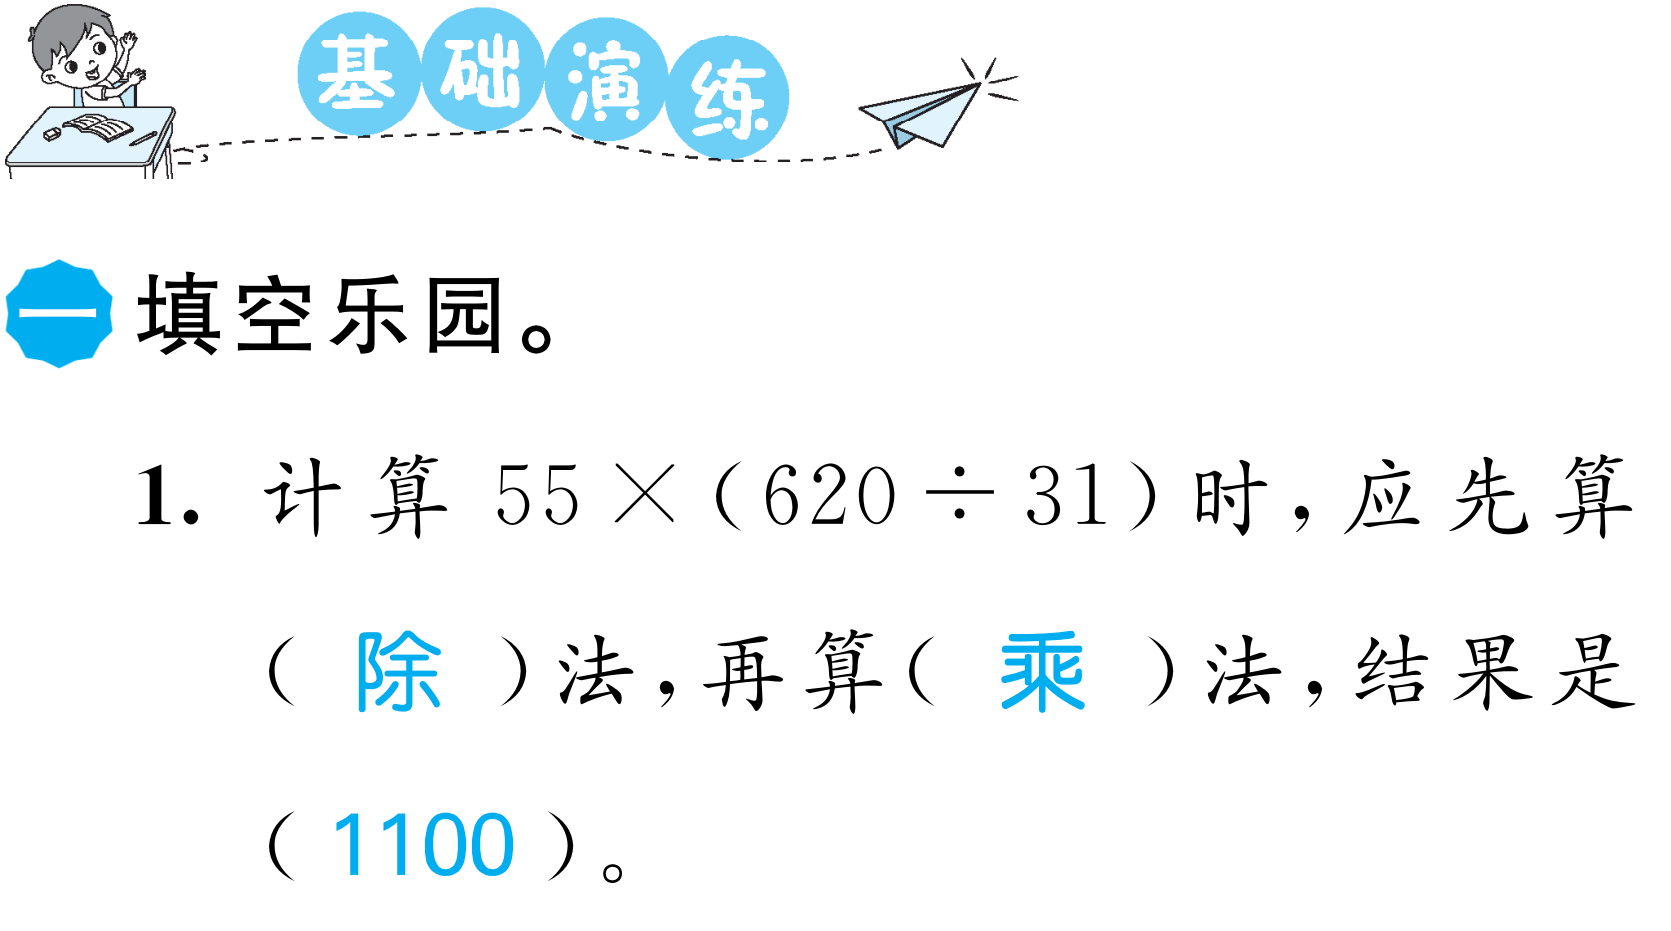 基础演练
一 填空乐园。
1. 计算 55×(620÷31)时,应先算
( 除 )法,再算( 乘 )法,结果是
( 1100 )。